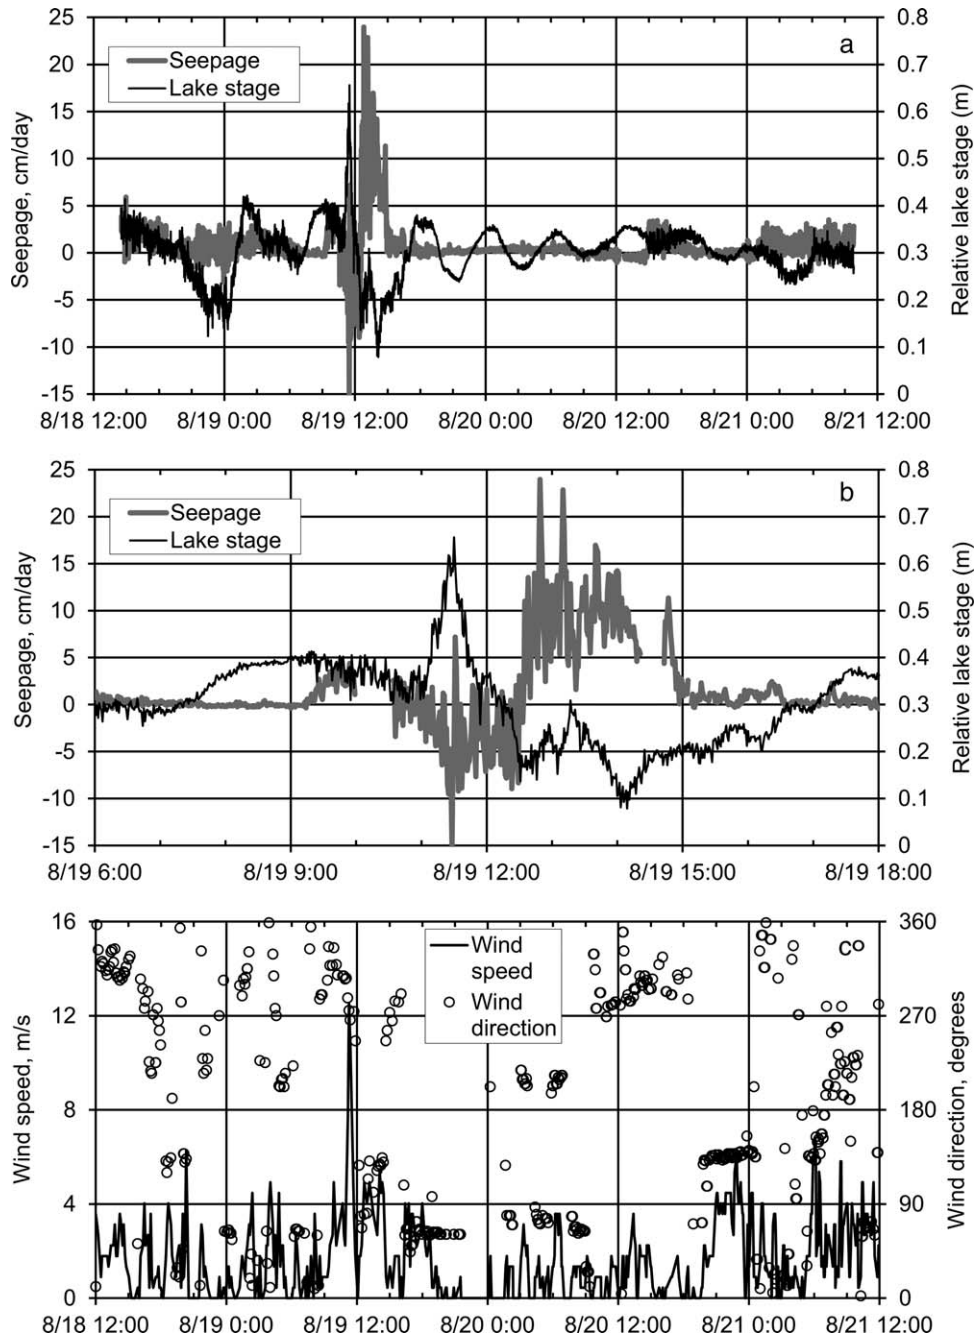 a
Seepage
Lake stage
Seepage, cm/day
25
20
15
10
5
0
-5
-10
-15
Relative lake stage (m)
0.8
0.7
0.6
0.5
0.4
0.3
0.2
0.1
0
8/18 12:00 8/19 0:00 8/19 12:00 8/20 0:00 8/20 12:00 8/21 0:00 8/21 12:00
b
Seepage
Lake stage
Seepage, cm/day
25
20
15
10
5
0
-5
-10
-15
Relative lake stage (m)
0.8
0.7
0.6
0.5
0.4
0.3
0.2
0.1
0
8/19 6:00 8/19 9:00 8/19 12:00 8/19 15:00 8/19 18:00
c
Wind
speed
Wind
direction
Wind speed, m/s
16
12
8
4
0
Wind direction, degrees
360
270
180
90
0
8/18 12:00 8/19 0:00 8/19 12:00 8/20 0:00 8/20 12:00 8/21 0:00 8/21 12:00